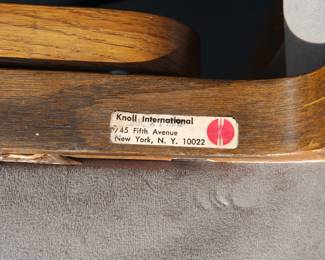 Knoll International
745 Fifth Avenue
New York, N. Y. 10022